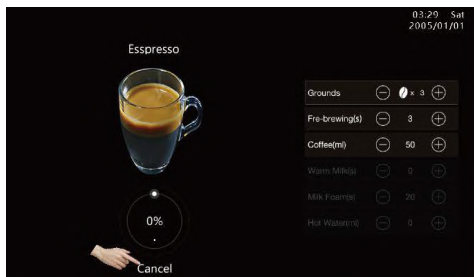 03:29 Sat
2005/01/01
Esspresso
Grounds x 3
Fre-brewing(s) 3
Coffee(ml) 50
Warm Milk(s) 0
Milk Foam(s) 20
Hot Water(ml) 0
0%
Cancel